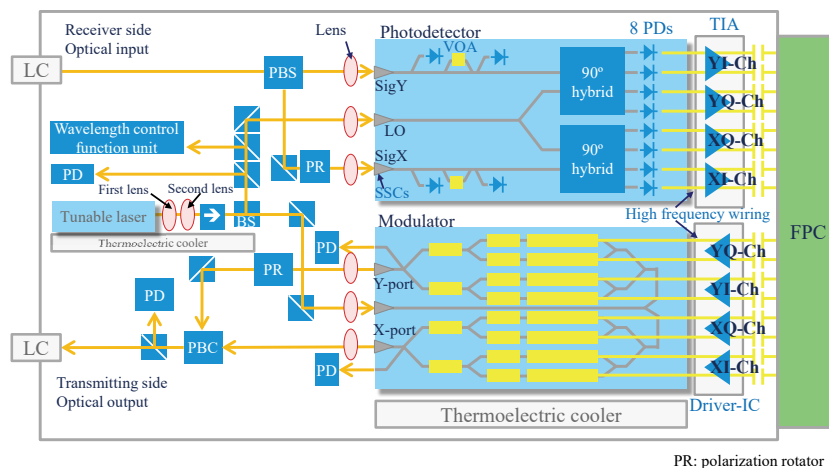 Receiver side
Optical input
Lens
Photodetector
8 PDs
TIA
LC
PBS
VOA
SigY
90º
hybrid
YI-Ch
YQ-Ch
LO
Wavelength control
function unit
PD
PR
SigX
SSCs
90º
hybrid
XQ-Ch
XI-Ch
First lens
Second lens
Tunable laser
BS
Thermoelectric cooler
High frequency wiring
FPC
Modulator
PD
PR
Y-port
YQ-Ch
YI-Ch
PD
X-port
XQ-Ch
XI-Ch
LC
PBC
PD
Transmitting side
Optical output
Thermoelectric cooler
Driver-IC
PR: polarization rotator